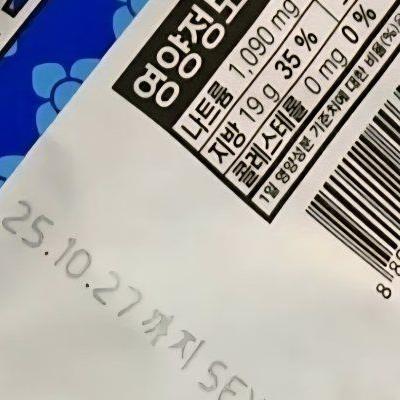 영양정보
나트륨 1,090 mg
지방 19 g 35 %
콜레스테롤 0 mg 0 %
1일 영양성분 기준치에 대한 비율(%)
8
25.10.27 까지 SEY